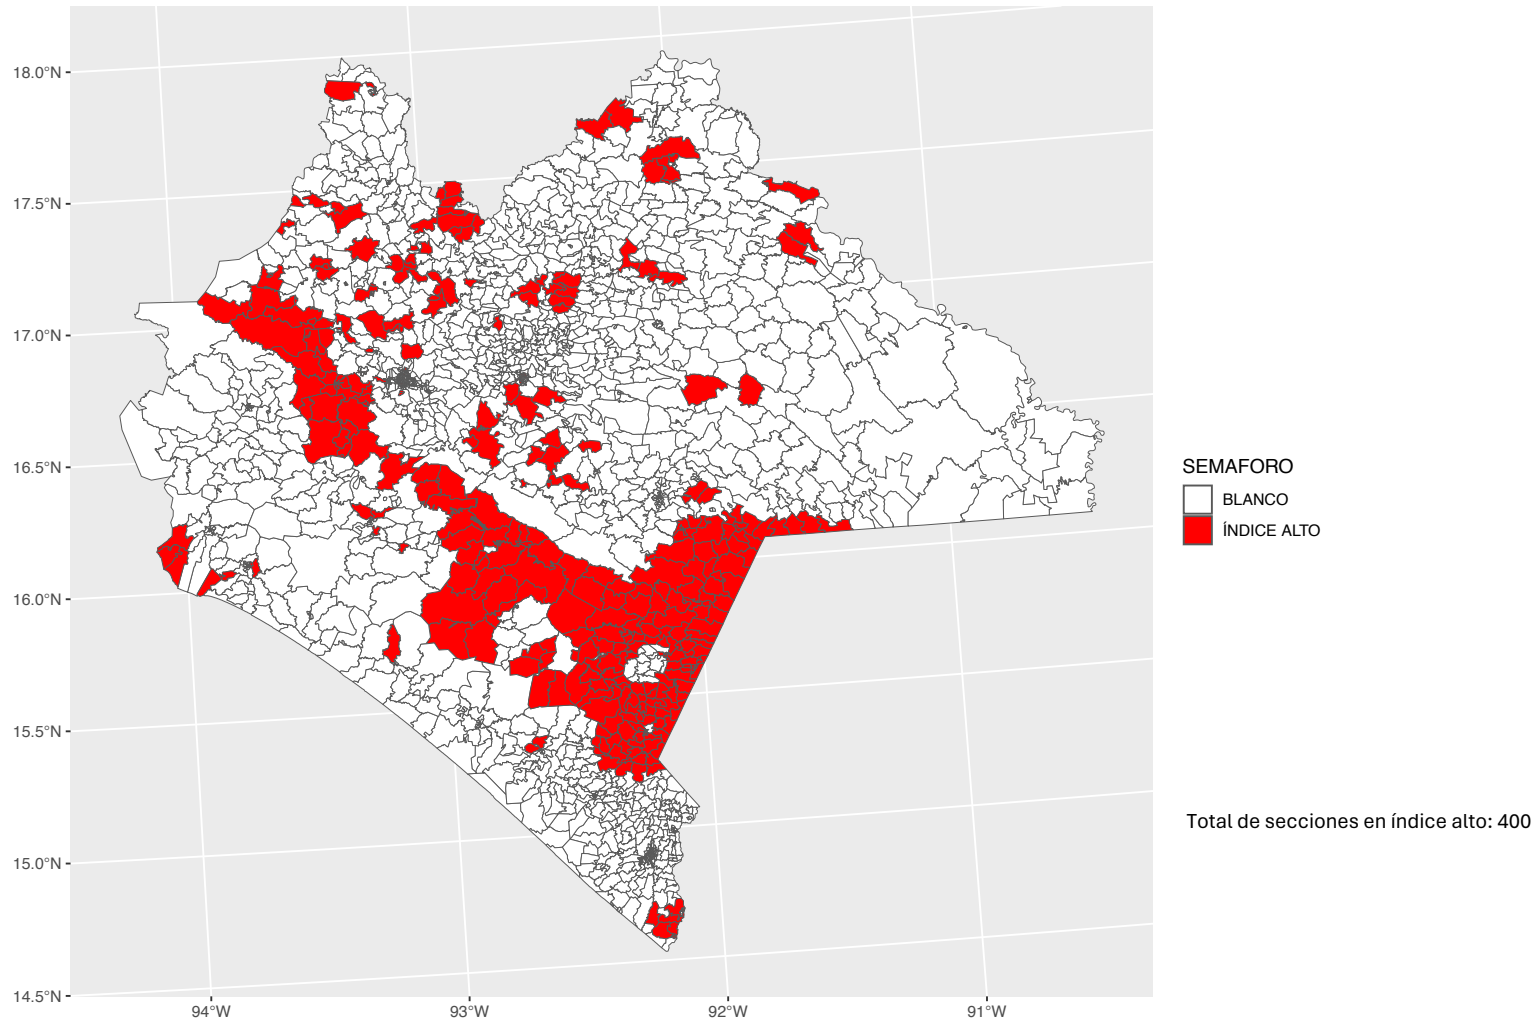 18.0°N
17.5°N
17.0°N
16.5°N
16.0°N
15.5°N
15.0°N
14.5°N
94°W
93°W
92°W
91°W
SEMAFORO
BLANCO
ÍNDICE ALTO
Total de secciones en índice alto: 400